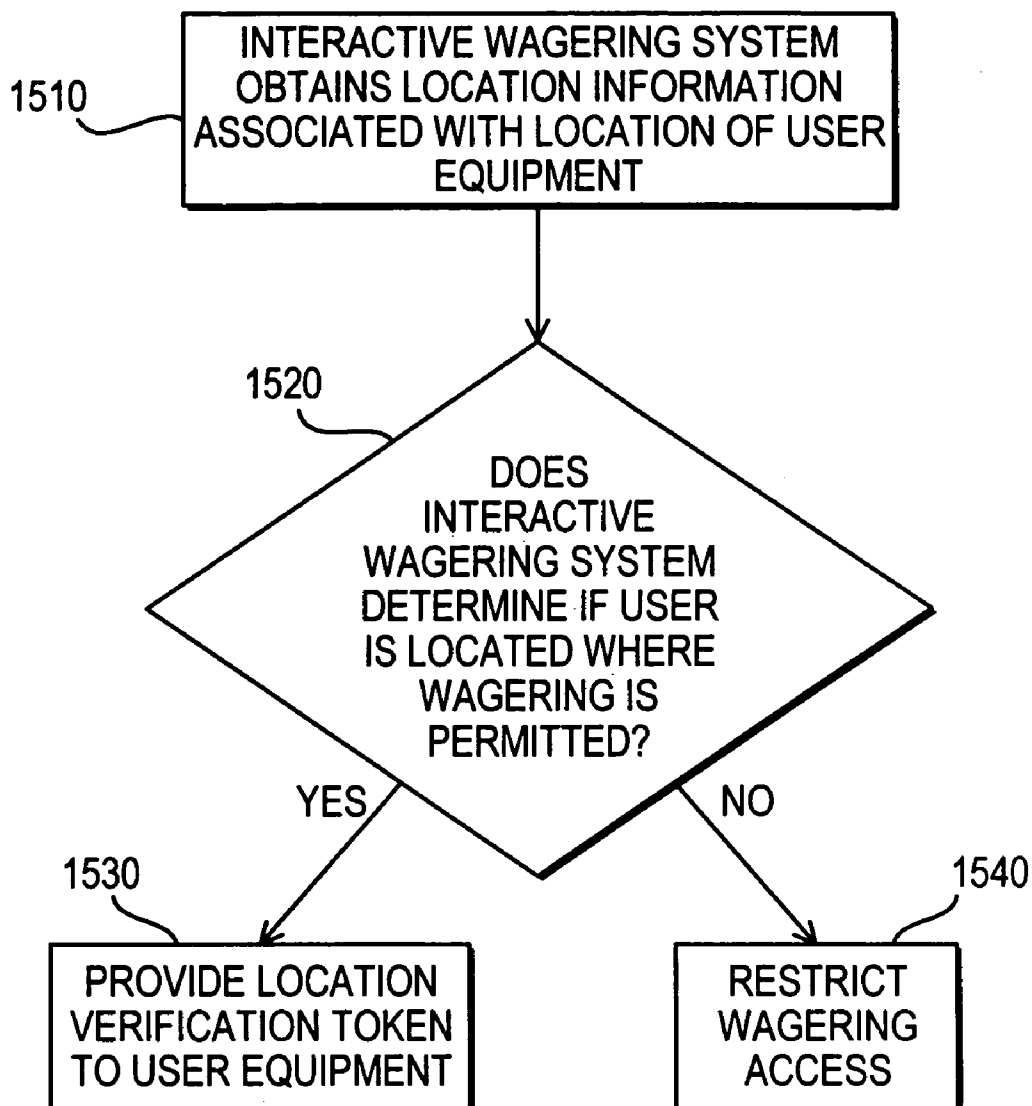 INTERACTIVE WAGERING SYSTEM
OBTAINS LOCATION INFORMATION
ASSOCIATED WITH LOCATION OF USER
EQUIPMENT
1510
1520
DOES
INTERACTIVE
WAGERING SYSTEM
DETERMINE IF USER
IS LOCATED WHERE
WAGERING IS
PERMITTED?
YES
NO
1530
1540
PROVIDE LOCATION
VERIFICATION TOKEN
TO USER EQUIPMENT
RESTRICT
WAGERING
ACCESS